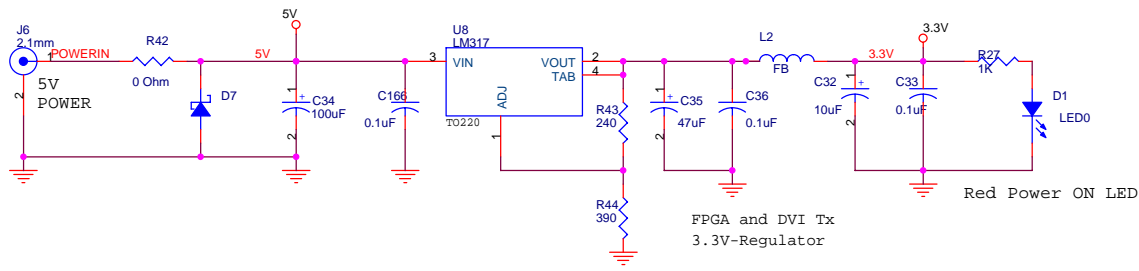 J6
2.1mm
1
POWERIN
R42
0 Ohm
5V
5V
2
5V
POWER
D7
1
+
C34
100uF
2
C166
0.1uF
U8
LM317
3
VIN
VOUT
2
TAB
4
ADJ
TO220
1
R43
240
R44
390
1
+
C35
47uF
2
C36
0.1uF
L2
FB
3.3V
3.3V
1
+
C32
10uF
2
C33
0.1uF
R27
1K
D1
LED0
Red Power ON LED
FPGA and DVI Tx
3.3V-Regulator